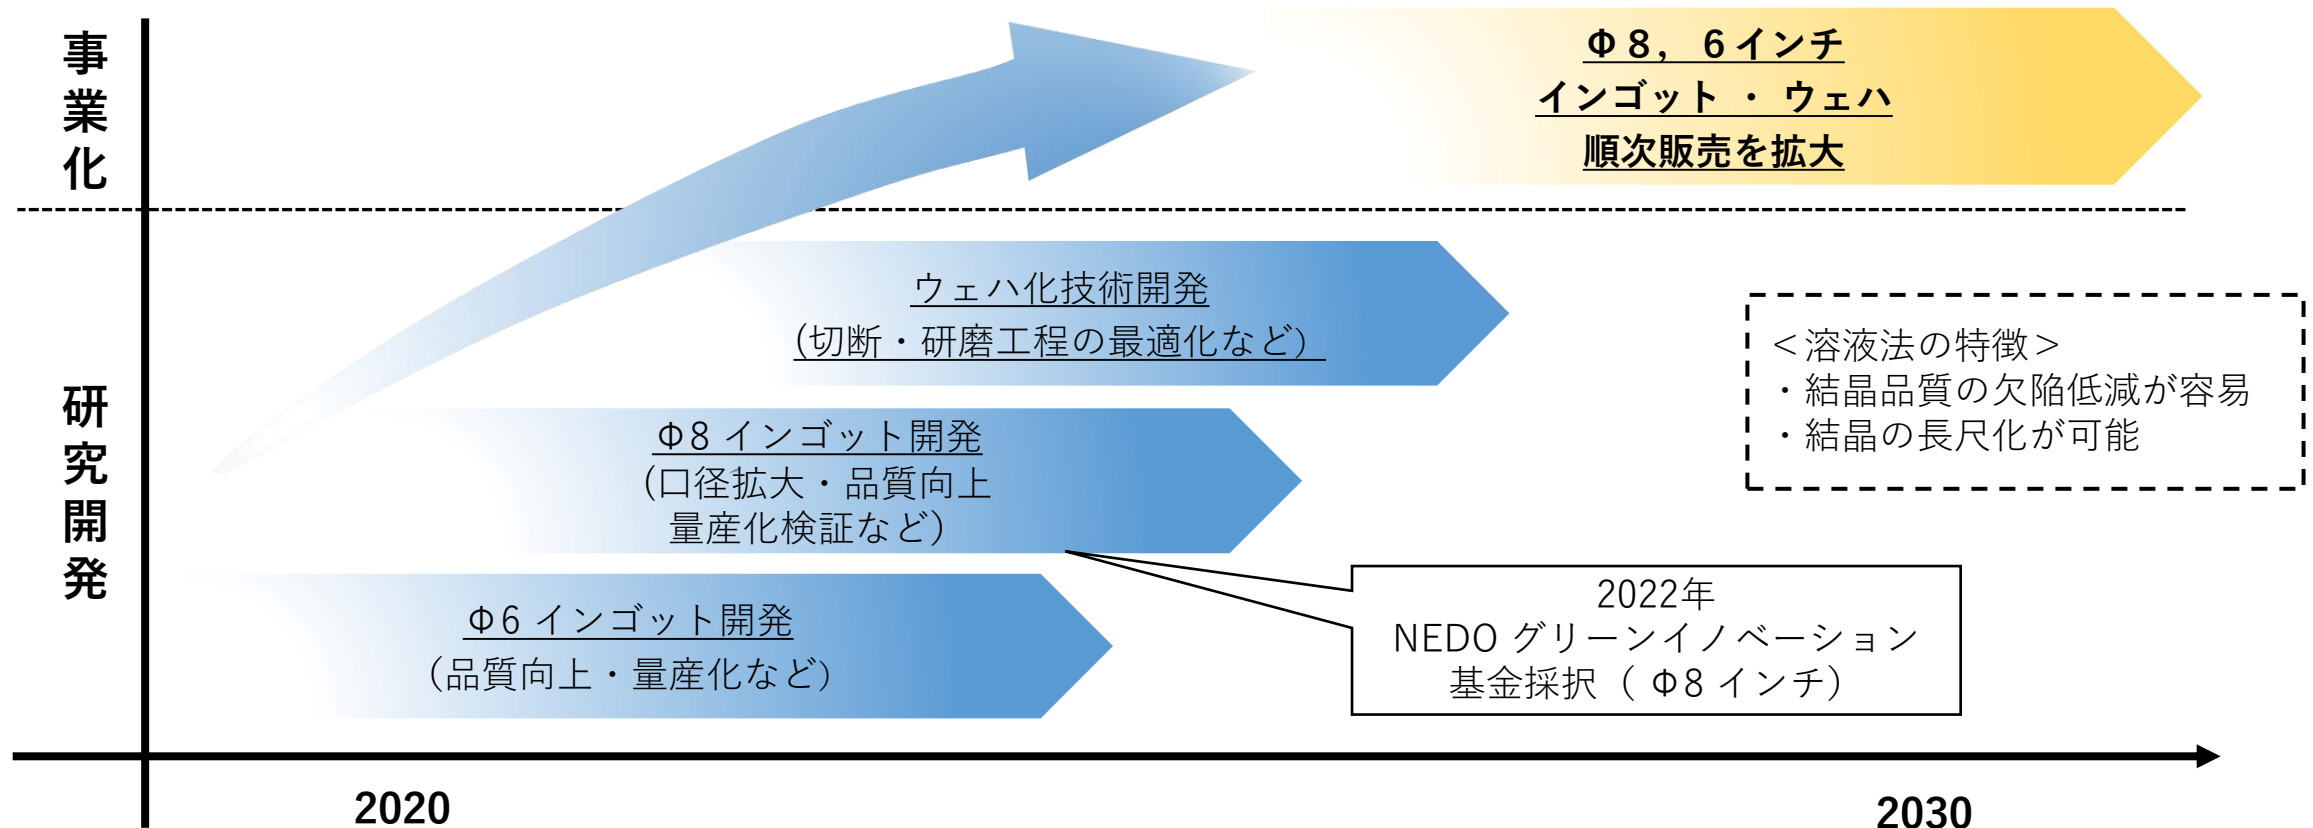 事業化
Φ８，６インチ
インゴット ・ ウェハ
順次販売を拡大
研究開発
ウェハ化技術開発
(切断・研磨工程の最適化など）
Φ8 インゴット開発
(口径拡大・品質向上
量産化検証など）
Φ6 インゴット開発
（品質向上・量産化など）
＜溶液法の特徴＞
・結晶品質の欠陥低減が容易
・結晶の長尺化が可能
2022年
NEDO グリーンイノベーション
基金採択（ Φ8 インチ）
2020
2030